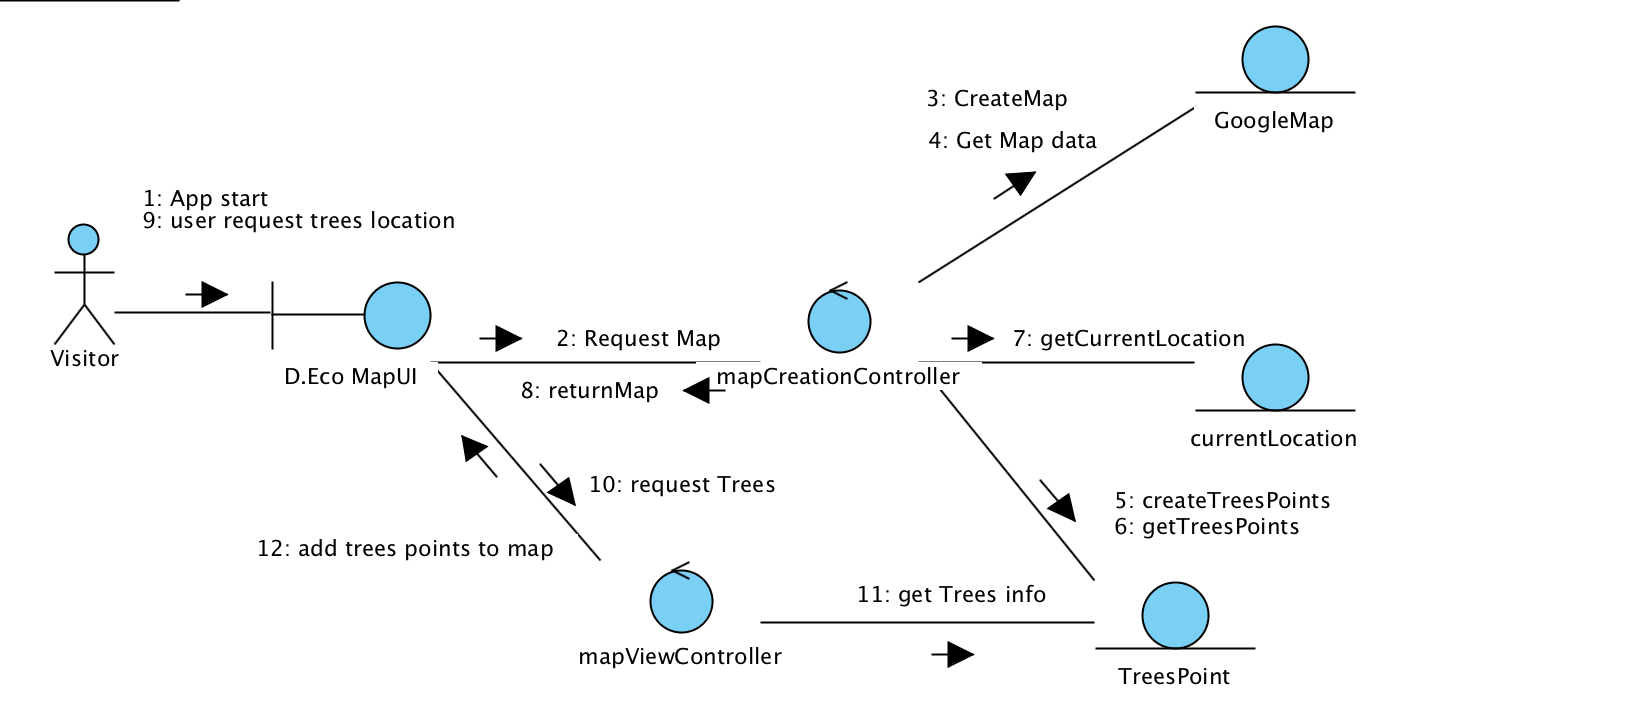 3: CreateMap
GoogleMap
4: Get Map data
1: App start
9: user request trees location
Visitor
D.Eco MapUI
2: Request Map
8: returnMap
mapCreationController
7: getCurrentLocation
currentLocation
10: request Trees
5: createTreesPoints
6: getTreesPoints
12: add trees points to map
11: get Trees info
mapViewController
TreesPoint